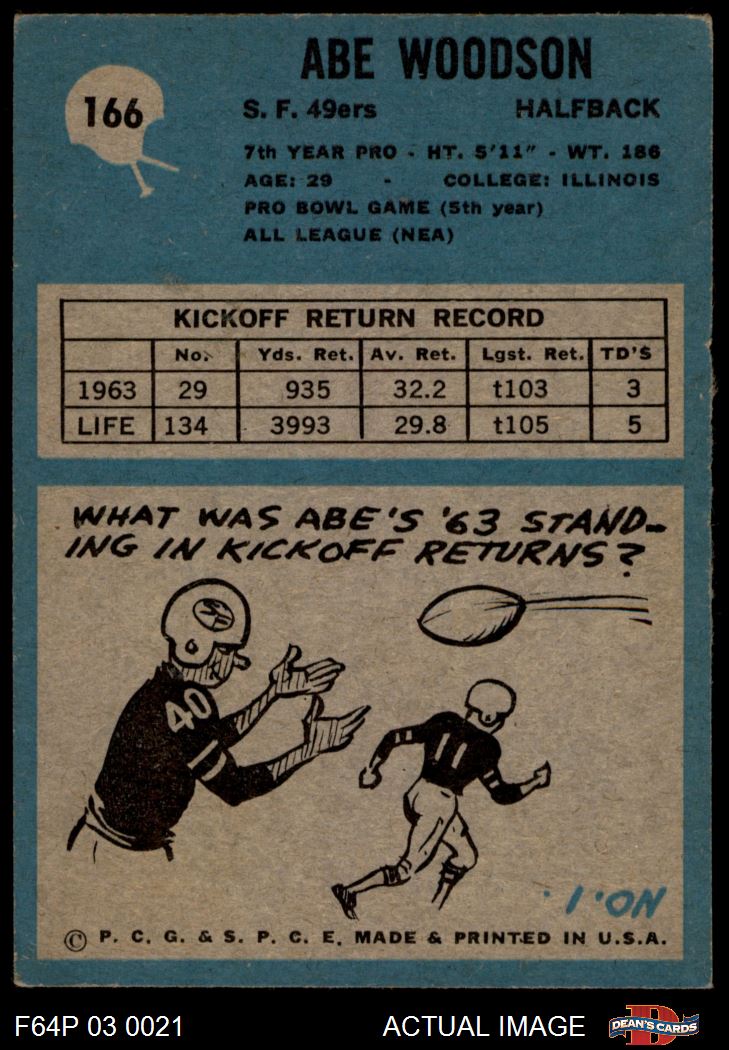 ABE WOODSON
166
S. F. 49ers HALFBACK
7th YEAR PRO - HT. 5'11" - WT. 186
AGE: 29 - COLLEGE: ILLINOIS
PRO BOWL GAME (5th year)
ALL LEAGUE (NEA)
KICKOFF RETURN RECORD
No. Yds. Ret. Av. Ret. Lgst. Ret. TD'S
1963 29 935 32.2 t103 3
LIFE 134 3993 29.8 t105 5
WHAT WAS ABE'S '63 STAND-
ING IN KICKOFF RETURNS?
SF
40
11
NO. 1.
© P. C. G. & S. P. C. E. MADE & PRINTED IN U.S.A.
F64P 03 0021 ACTUAL IMAGE D DEAN'S CARDS